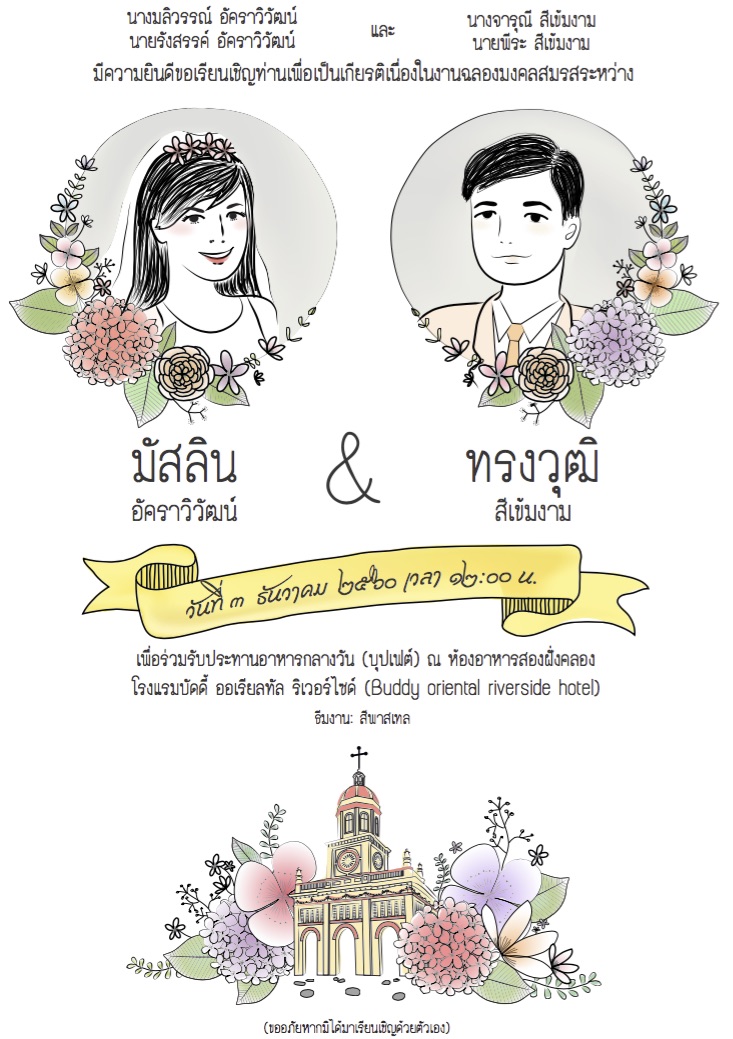 นางมลิวรรณ์ อัคราวิวัฒน์
นายรังสรรค์ อัคราวิวัฒน์
และ
นางจารุณี สีเข้มงาม
นายพีระ สีเข้มงาม
มีความยินดีขอเรียนเชิญท่านเพื่อเป็นเกียรติเนื่องในงานฉลองมงคลสมรสระหว่าง
มัสลิน & ทรงวุฒิ
อัคราวิวัฒน์ สีเข้มงาม
วันที่ ๓ ธันวาคม ๒๕๖๐ เวลา ๑๒:๐๐ น.
เพื่อร่วมรับประทานอาหารกลางวัน (บุปเฟต์) ณ ห้องอาหารสองฝั่งคลอง
โรงแรมบัดดี้ ออเรียลทัล ริเวอร์ไซด์ (Buddy oriental riverside hotel)
ธีมงาน: สีพาสเทล
(ขออภัยหากมิได้มาเรียนเชิญด้วยตัวเอง)